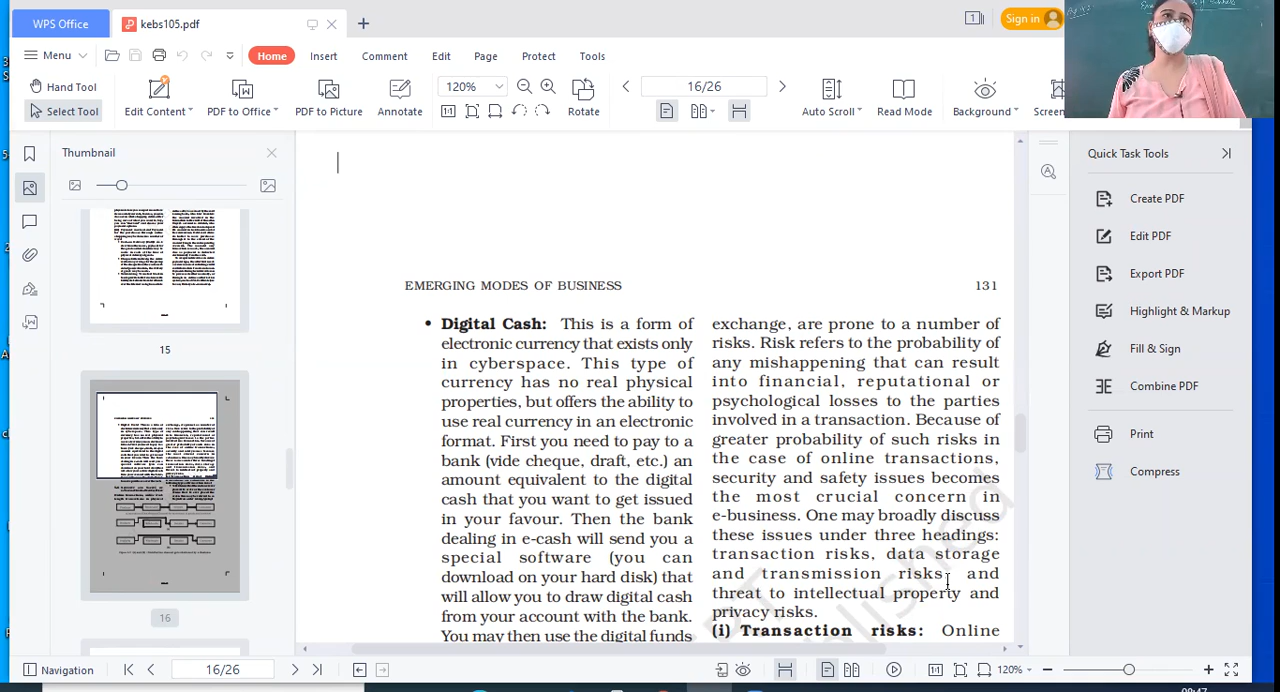 WPS Office
kebs105.pdf
Sign in
Menu
Home
Insert
Comment
Edit
Page
Protect
Tools
Hand Tool
Select Tool
Edit Content
PDF to Office
PDF to Picture
Annotate
120%
16/26
Rotate
Auto Scroll
Read Mode
Background
Screen
Thumbnail
15
16
EMERGING MODES OF BUSINESS
131
• Digital Cash: This is a form of
electronic currency that exists only
in cyberspace. This type of
currency has no real physical
properties, but offers the ability to
use real currency in an electronic
format. First you need to pay to a
bank (vide cheque, draft, etc.) an
amount equivalent to the digital
cash that you want to get issued
in your favour. Then the bank
dealing in e-cash will send you a
special software (you can
download on your hard disk) that
will allow you to draw digital cash
from your account with the bank.
You may then use the digital funds
exchange, are prone to a number of
risks. Risk refers to the probability of
any mishappening that can result
into financial, reputational or
psychological losses to the parties
involved in a transaction. Because of
greater probability of such risks in
the case of online transactions,
security and safety issues becomes
the most crucial concern in
e-business. One may broadly discuss
these issues under three headings:
transaction risks, data storage
and transmission risks, and
threat to intellectual property and
privacy risks.
(i) Transaction risks: Online
Quick Task Tools
Create PDF
Edit PDF
Export PDF
Highlight & Markup
Fill & Sign
Combine PDF
Print
Compress
Navigation
16/26
120%